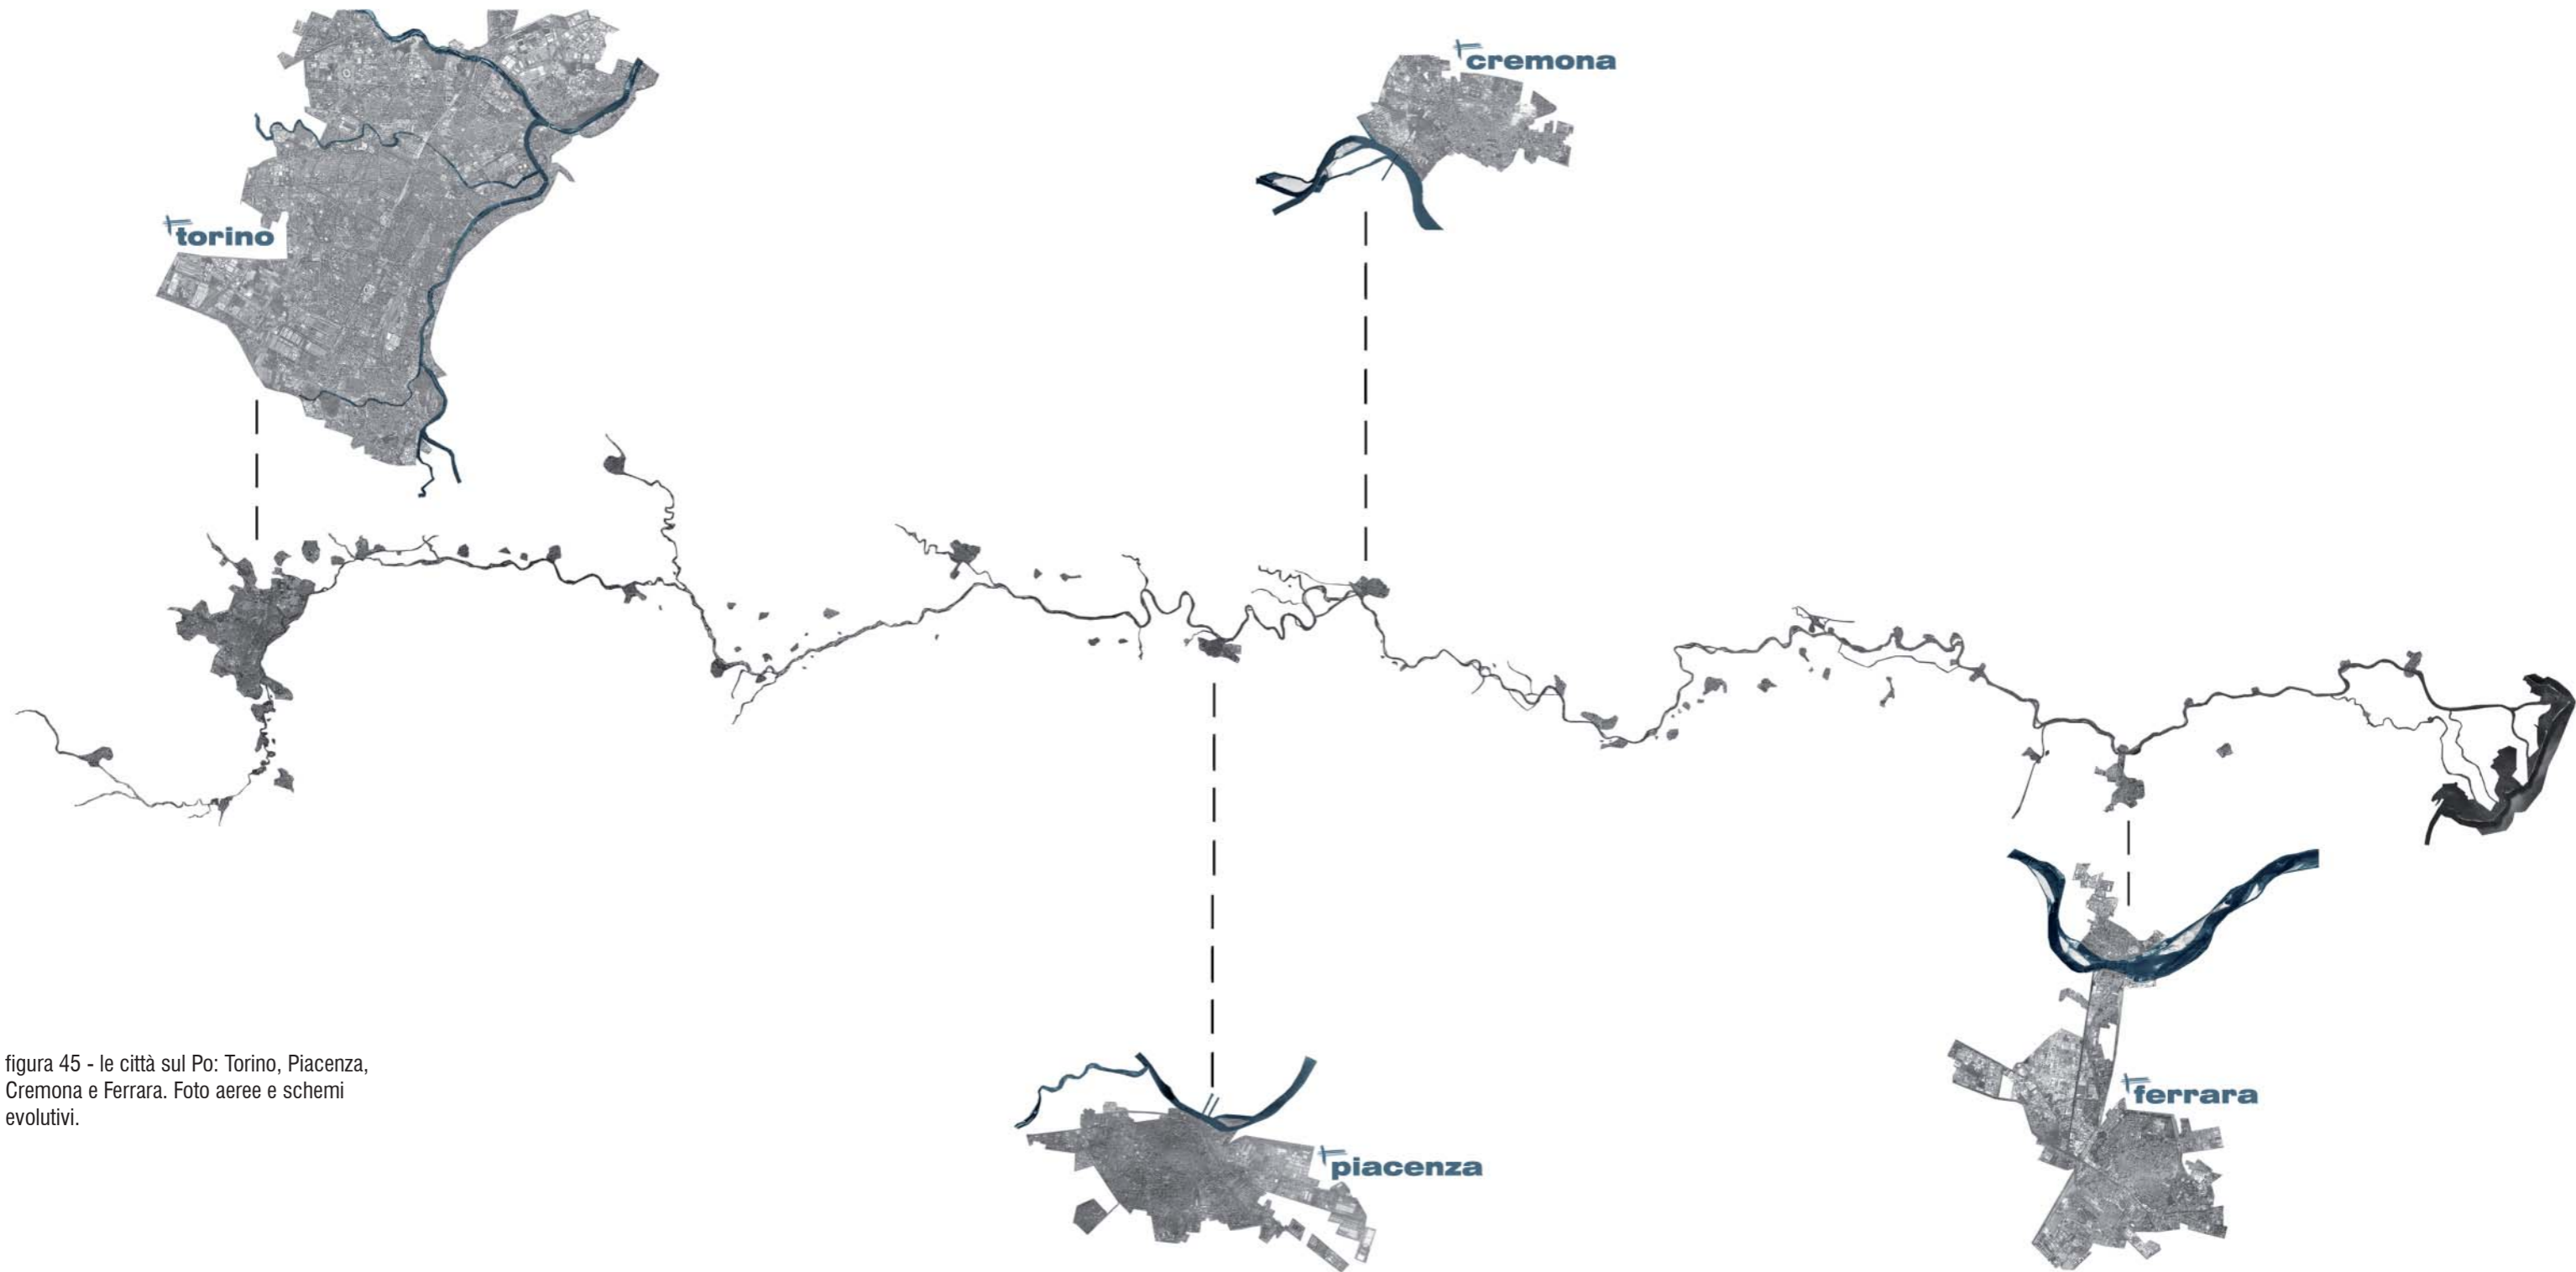 cremona
torino
figura 45 - le città sul Po: Torino, Piacenza,
Cremona e Ferrara. Foto aeree e schemi
evolutivi.
ferrara
piacenza